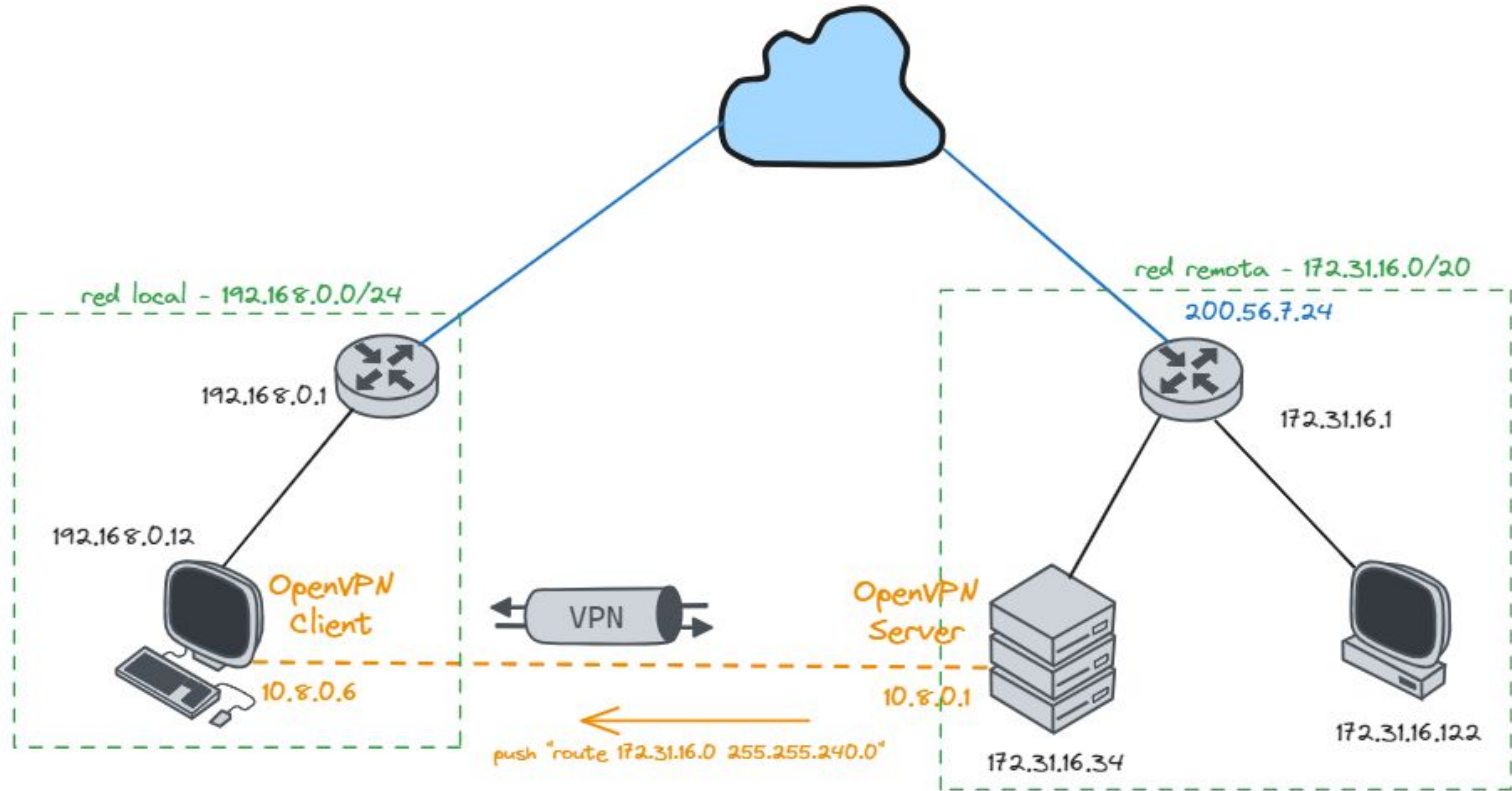 red local - 192.168.0.0/24
192.168.0.1
192.168.0.12
OpenVPN
Client
10.8.0.6
VPN
push "route 172.31.16.0 255.255.240.0"
OpenVPN
Server
10.8.0.1
172.31.16.34
red remota - 172.31.16.0/20
200.56.7.24
172.31.16.1
172.31.16.122